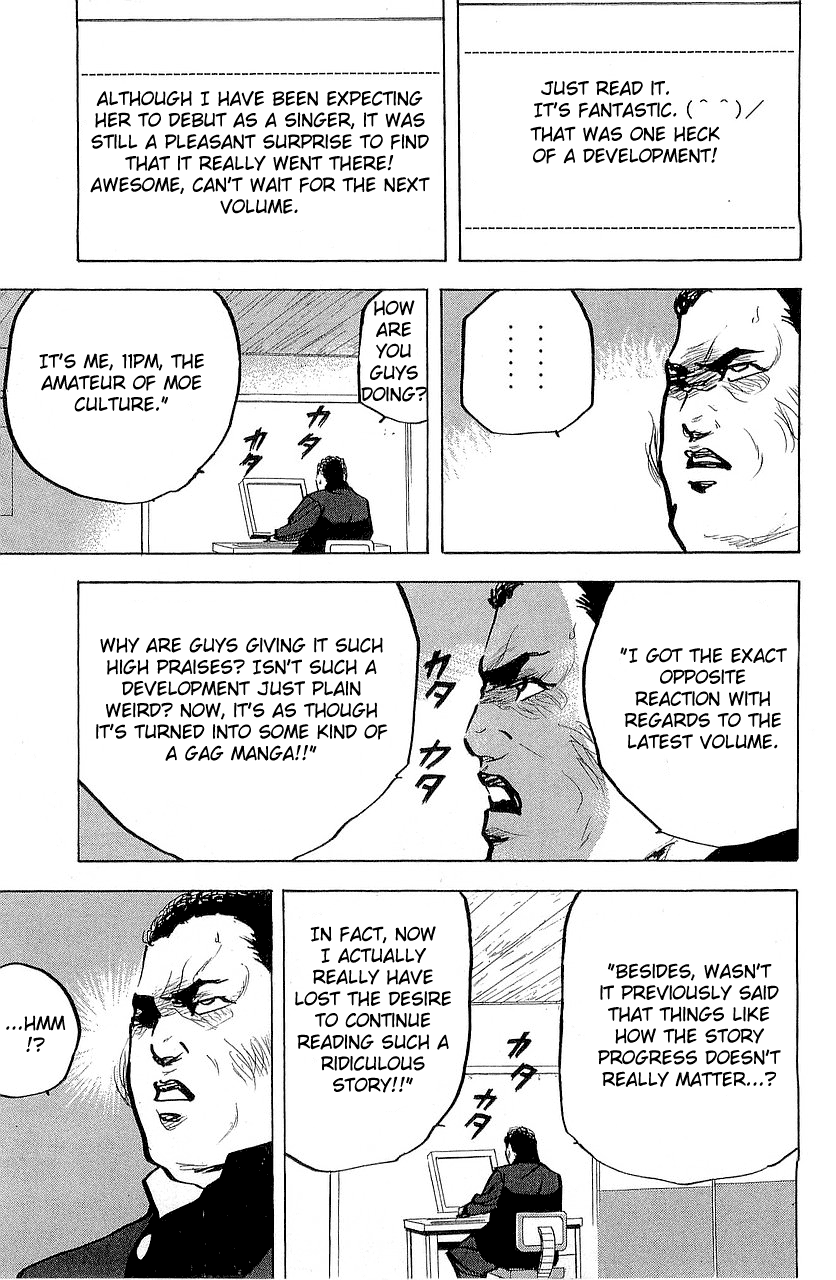 JUST READ IT.
IT'S FANTASTIC. (＾ ＾)／
THAT WAS ONE HECK
OF A DEVELOPMENT!
ALTHOUGH I HAVE BEEN EXPECTING
HER TO DEBUT AS A SINGER, IT WAS
STILL A PLEASANT SURPRISE TO FIND
THAT IT REALLY WENT THERE!
AWESOME, CAN'T WAIT FOR THE NEXT
VOLUME.
......
......
HOW
ARE
YOU
GUYS
DOING?
IT'S ME, 11PM, THE
AMATEUR OF MOE
CULTURE."
カタ
カタ
"I GOT THE EXACT
OPPOSITE
REACTION WITH
REGARDS TO THE
LATEST VOLUME.
カタ
カタ
WHY ARE GUYS GIVING IT SUCH
HIGH PRAISES? ISN'T SUCH A
DEVELOPMENT JUST PLAIN
WEIRD? NOW, IT'S AS THOUGH
IT'S TURNED INTO SOME KIND OF
A GAG MANGA!!"
"BESIDES, WASN'T
IT PREVIOUSLY SAID
THAT THINGS LIKE
HOW THE STORY
PROGRESS DOESN'T
REALLY MATTER...?
カタ
カタ
IN FACT, NOW
I ACTUALLY
REALLY HAVE
LOST THE DESIRE
TO CONTINUE
READING SUCH A
RIDICULOUS
STORY!!"
...HMM
!?